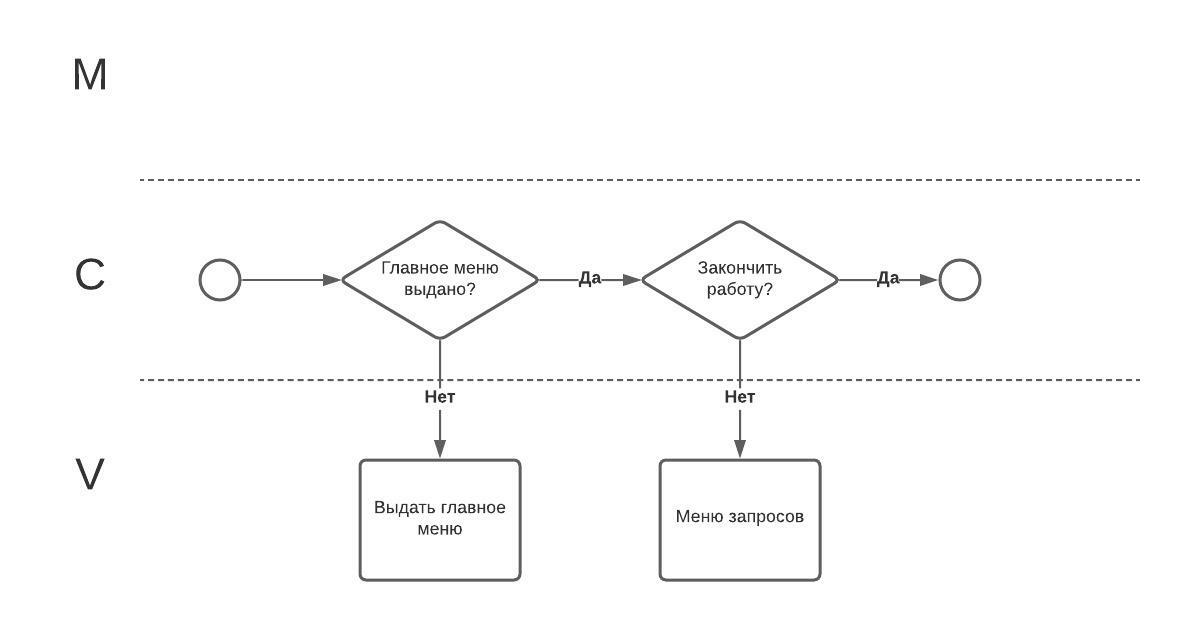 M
C
Главное меню
выдано?
Да
Закончить
работу?
Да
Нет
Нет
V
Выдать главное
меню
Меню запросов